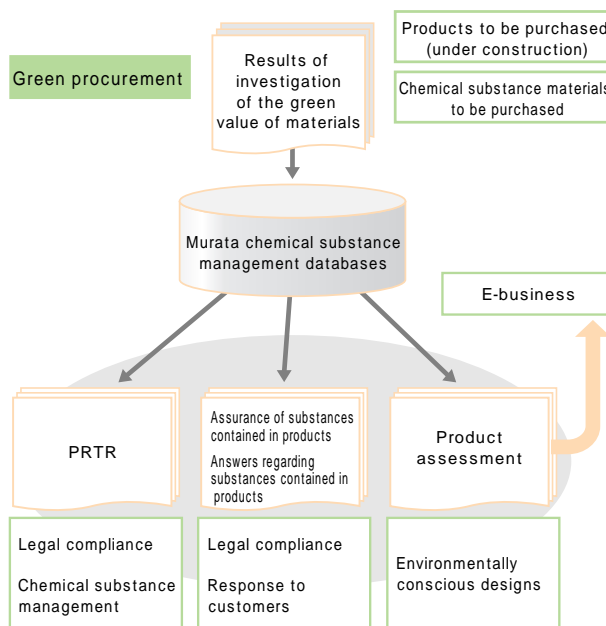 Green procurement
Results of
investigation
of the green
value of materials
Products to be purchased
(under construction)
Chemical substance materials
to be purchased
Murata chemical substance
management databases
E-business
PRTR
Assurance of substances
contained in products
Answers regarding
substances contained in
products
Product
assessment
Legal compliance
Chemical substance
management
Legal compliance
Response to
customers
Environmentally
conscious designs